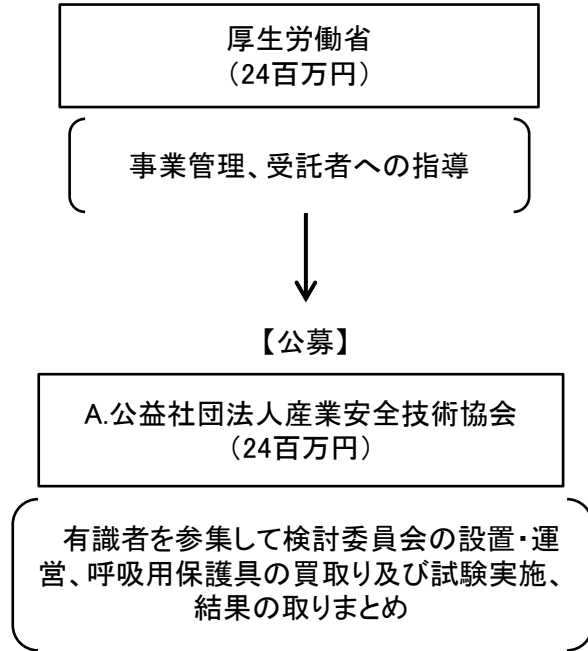 厚生労働省
（24百万円）
事業管理、受託者への指導
【公募】
A.公益社団法人産業安全技術協会
（24百万円）
有識者を参集して検討委員会の設置・運
営、呼吸用保護具の買取り及び試験実施、
結果の取りまとめ